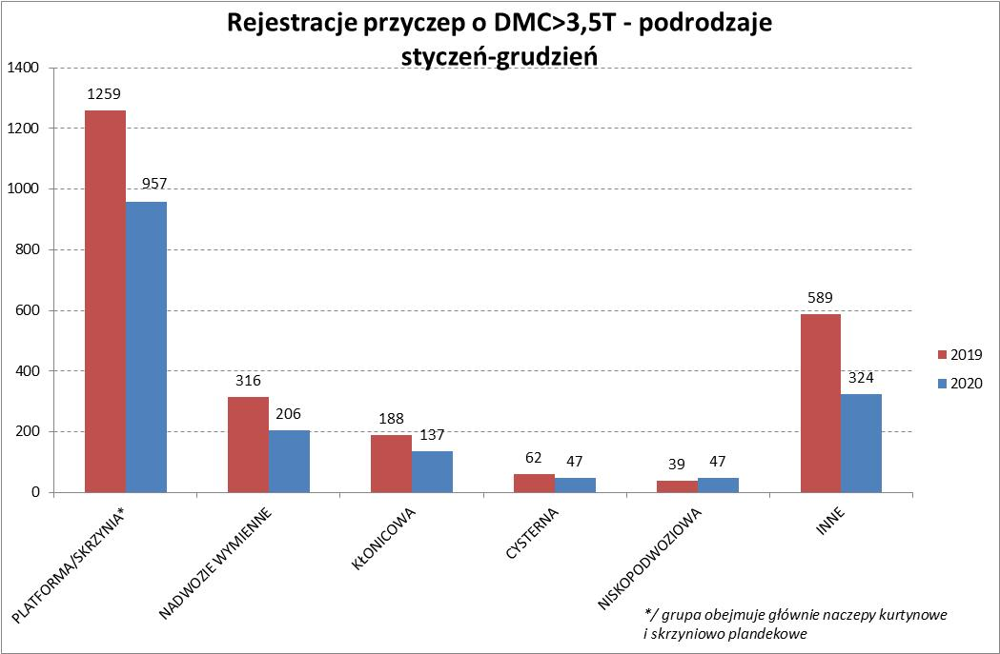 Rejestracje przyczep o DMC>3,5T - podrodzaje
styczeń-grudzień
1400
1200
1000
800
600
400
200
0
1259
957
316
206
188
137
62
47
39
47
589
324
2019
2020
PLATFORMA/SKRZYNIA*
NADWOZIE WYMIENNE
KŁONICOWA
CYSTERNA
NISKOPODWOZIOWA
INNE
*/ grupa obejmuje głównie naczepy kurtynowe
i skrzyniowo plandekowe